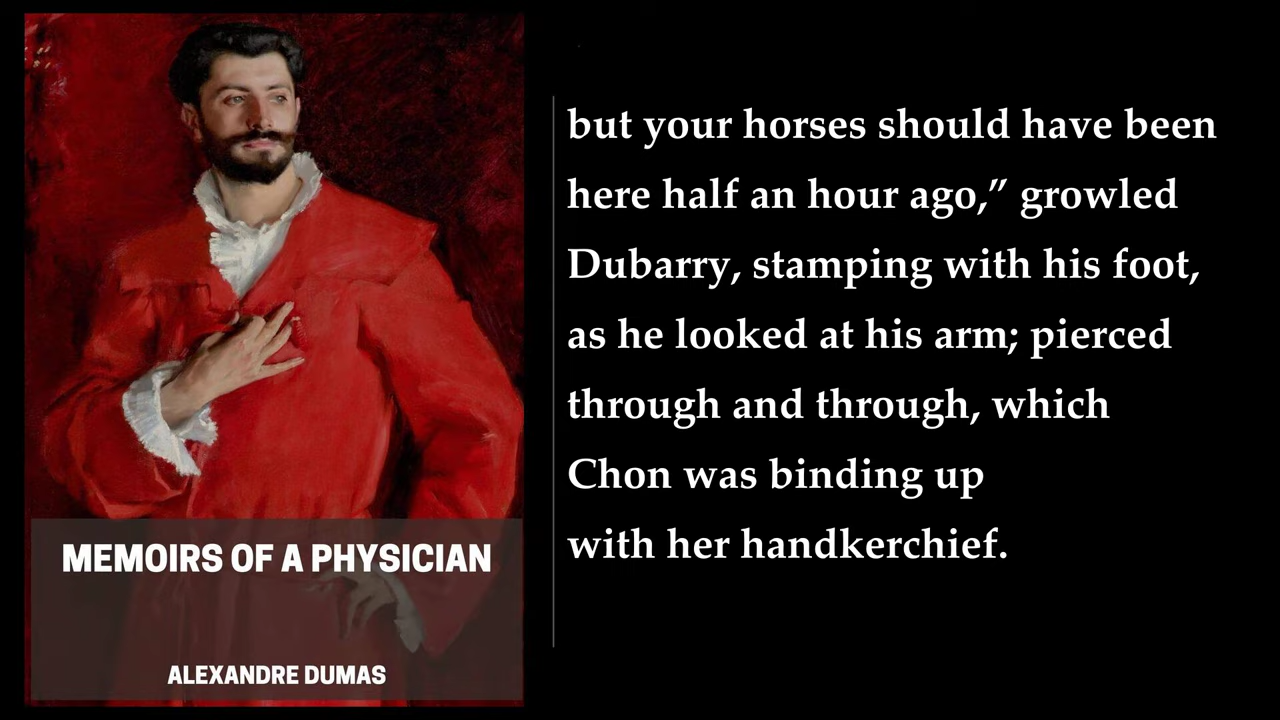 but your horses should have been
here half an hour ago,” growled
Dubarry, stamping with his foot,
as he looked at his arm; pierced
through and through, which
Chon was binding up
with her handkerchief.
MEMOIRS OF A PHYSICIAN
ALEXANDRE DUMAS